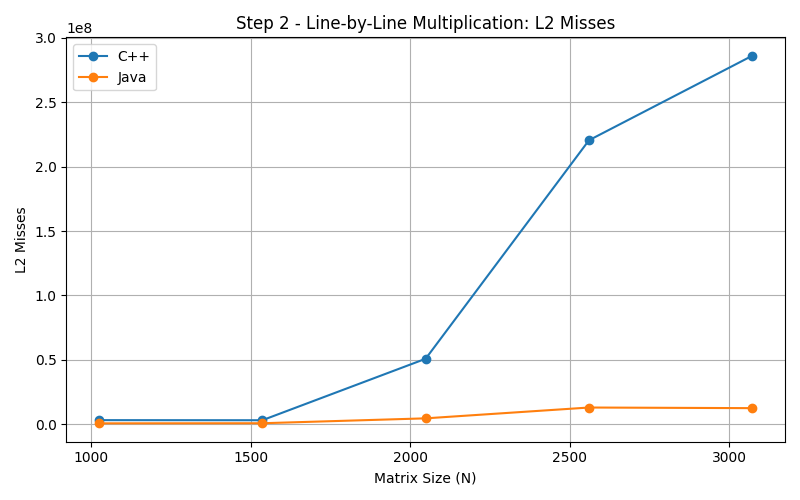 Step 2 - Line-by-Line Multiplication: L2 Misses
1e8
3.0
2.5
2.0
1.5
1.0
0.5
0.0
L2 Misses
C++
Java
1000
1500
2000
2500
3000
Matrix Size (N)